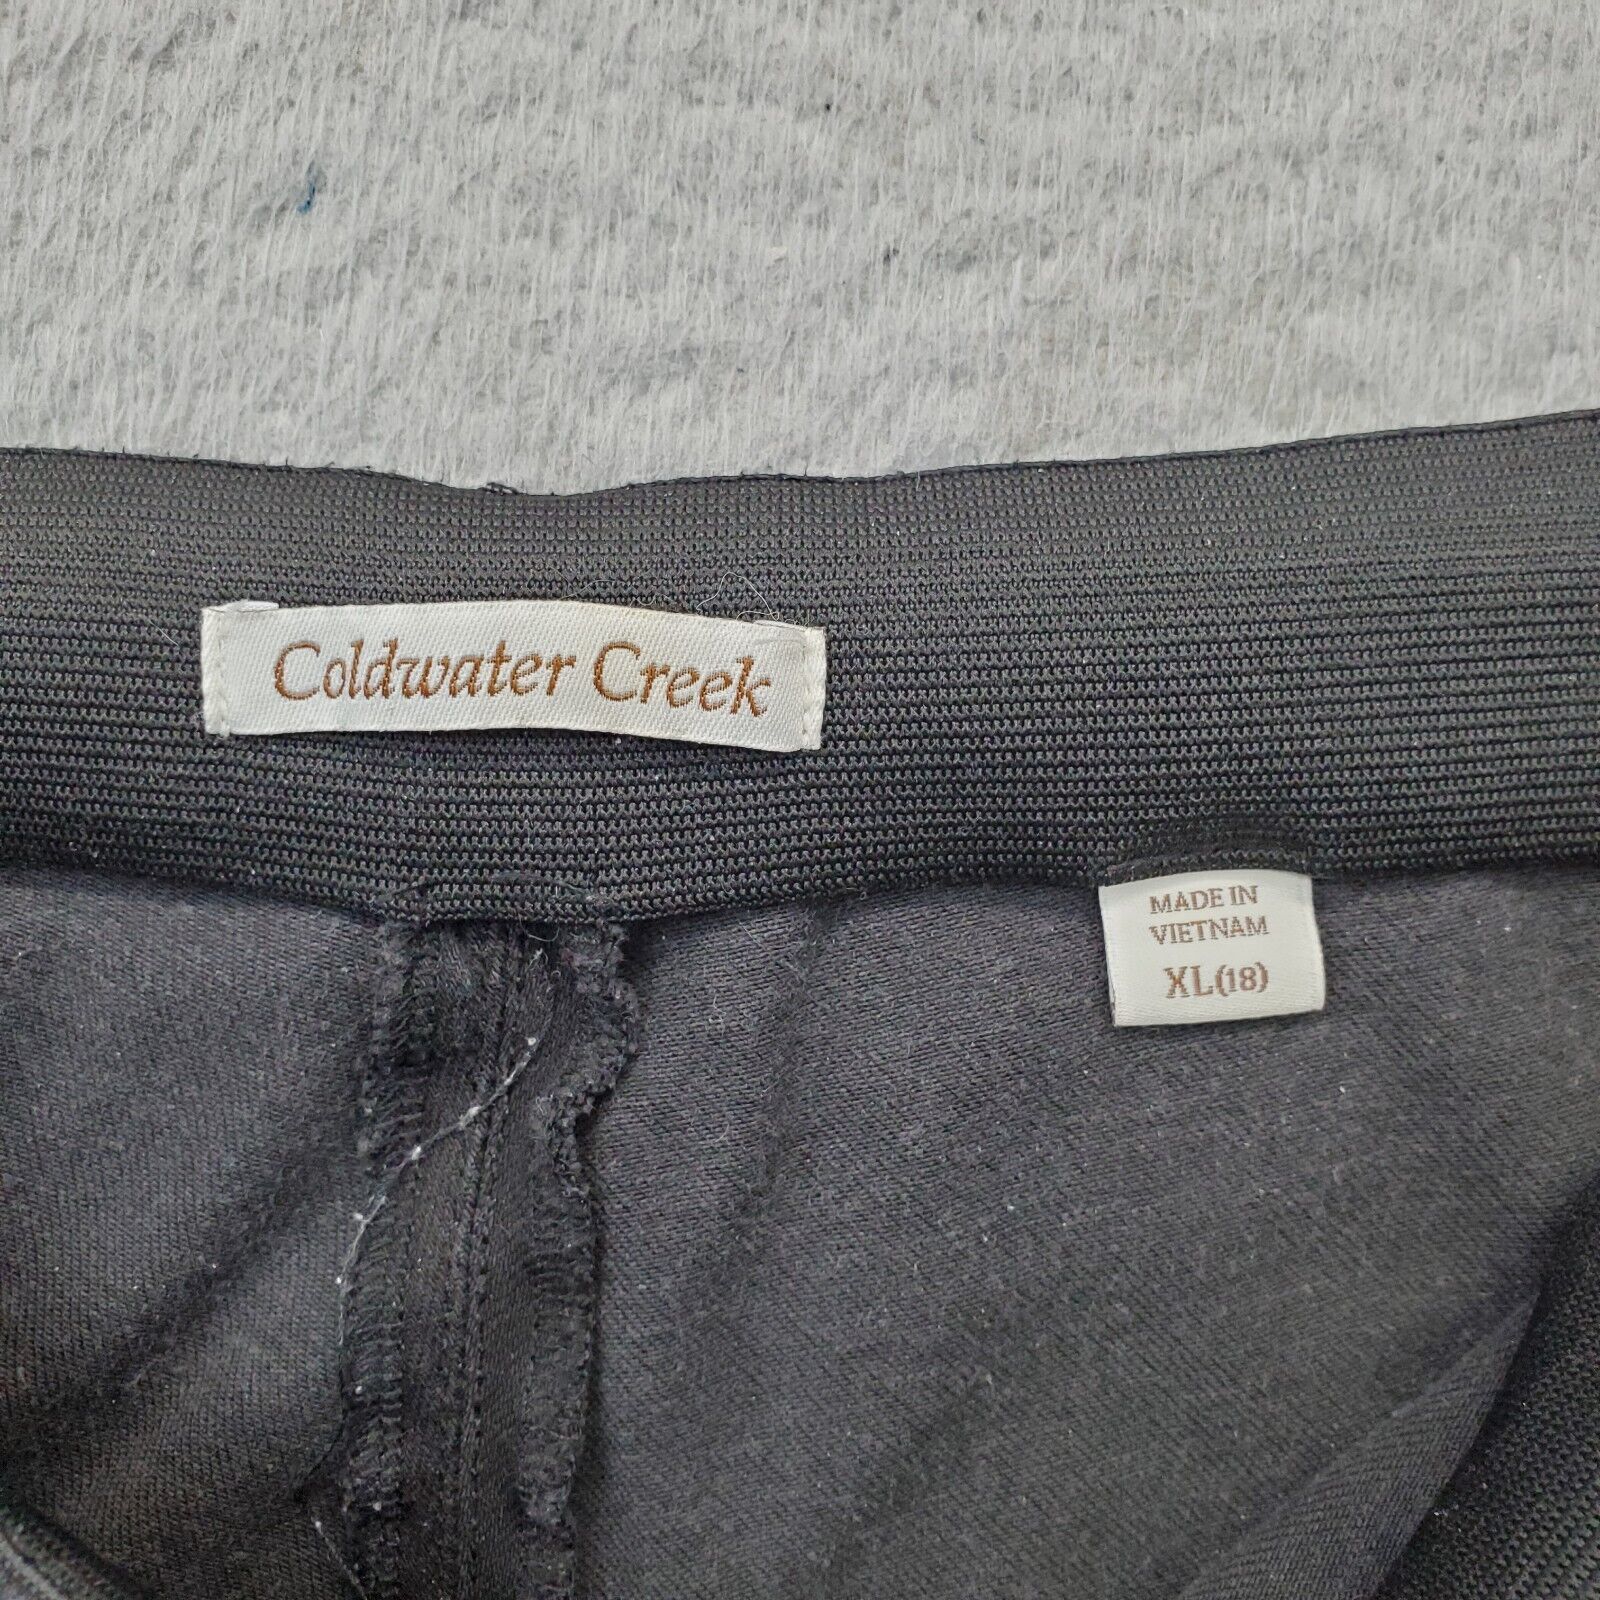 Coldwater Creek
MADE IN
VIETNAM
XL(18)